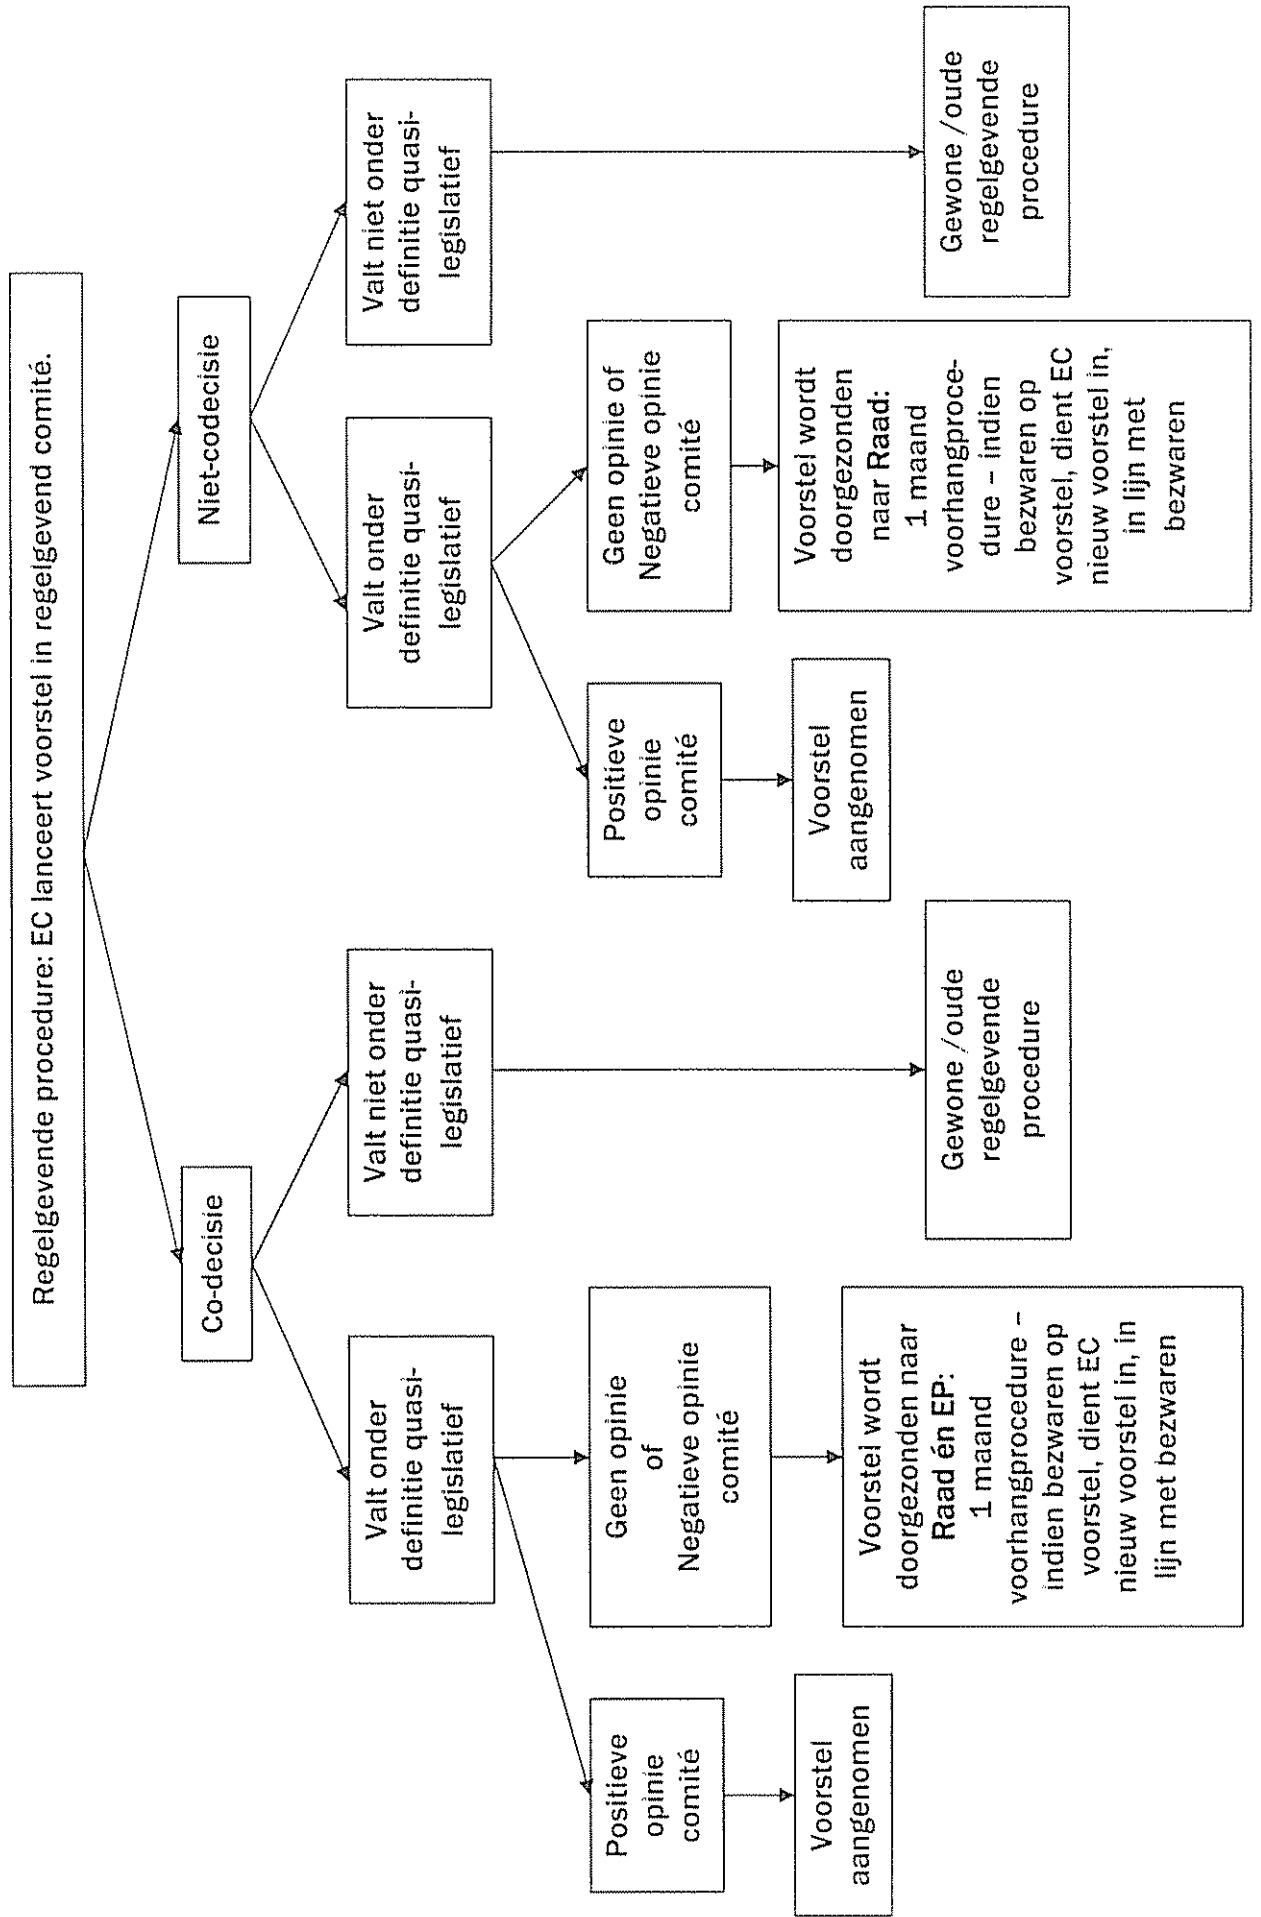 Regelgevende procedure: EC lanceert voorstel in regelgevend comité.
Co-decisie
Niet-codecisie
Valt onder
definitie quasi-
legislatief
Valt niet onder
definitie quasi-
legislatief
Valt onder
definitie quasi-
legislatief
Valt niet onder
definitie quasi-
legislatief
Positieve
opinie
comité
Geen opinie
of
Negatieve opinie
comité
Positieve
opinie
comité
Geen opinie of
Negatieve opinie
comité
Voorstel
aangenomen
Voorstel wordt
doorgezonden naar
Raad én EP:
1 maand
voorhangprocedure –
indien bezwaren op
voorstel, dient EC
nieuw voorstel in, in
lijn met bezwaren
Gewone /oude
regelgevende
procedure
Voorstel
aangenomen
Voorstel wordt
doorgezonden
naar Raad:
1 maand
voorhangproce-
dure – indien
bezwaren op
voorstel, dient EC
nieuw voorstel in,
in lijn met
bezwaren
Gewone /oude
regelgevende
procedure